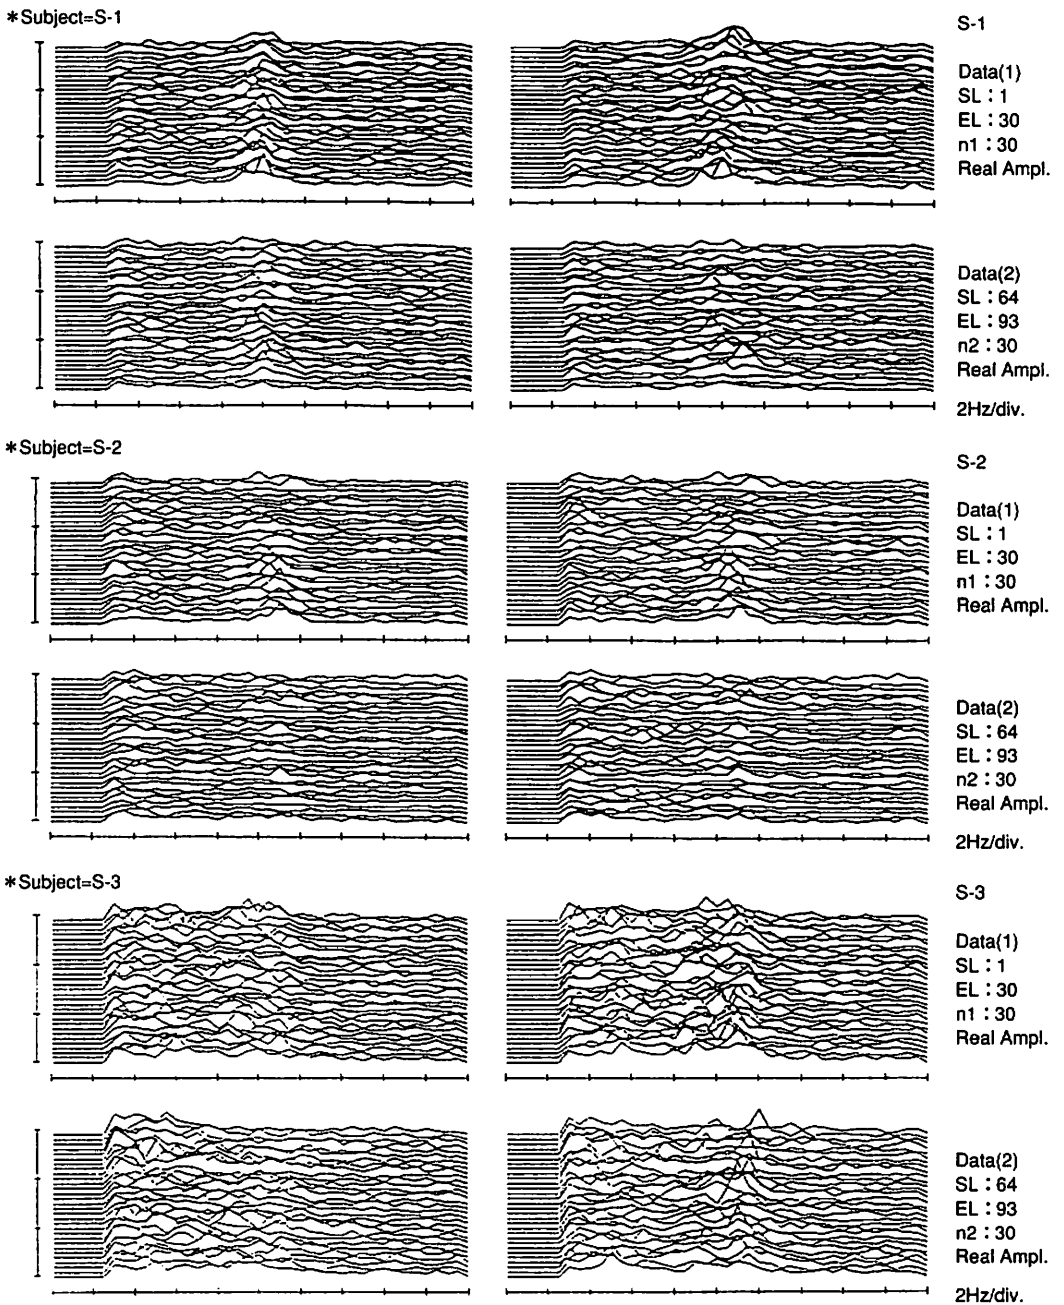 *Subject=S-1
S-1
Data(1)
SL : 1
EL : 30
n1 : 30
Real Ampl.
Data(2)
SL : 64
EL : 93
n2 : 30
Real Ampl.
2Hz/div.
*Subject=S-2
S-2
Data(1)
SL : 1
EL : 30
n1 : 30
Real Ampl.
Data(2)
SL : 64
EL : 93
n2 : 30
Real Ampl.
2Hz/div.
*Subject=S-3
S-3
Data(1)
SL : 1
EL : 30
n1 : 30
Real Ampl.
Data(2)
SL : 64
EL : 93
n2 : 30
Real Ampl.
2Hz/div.